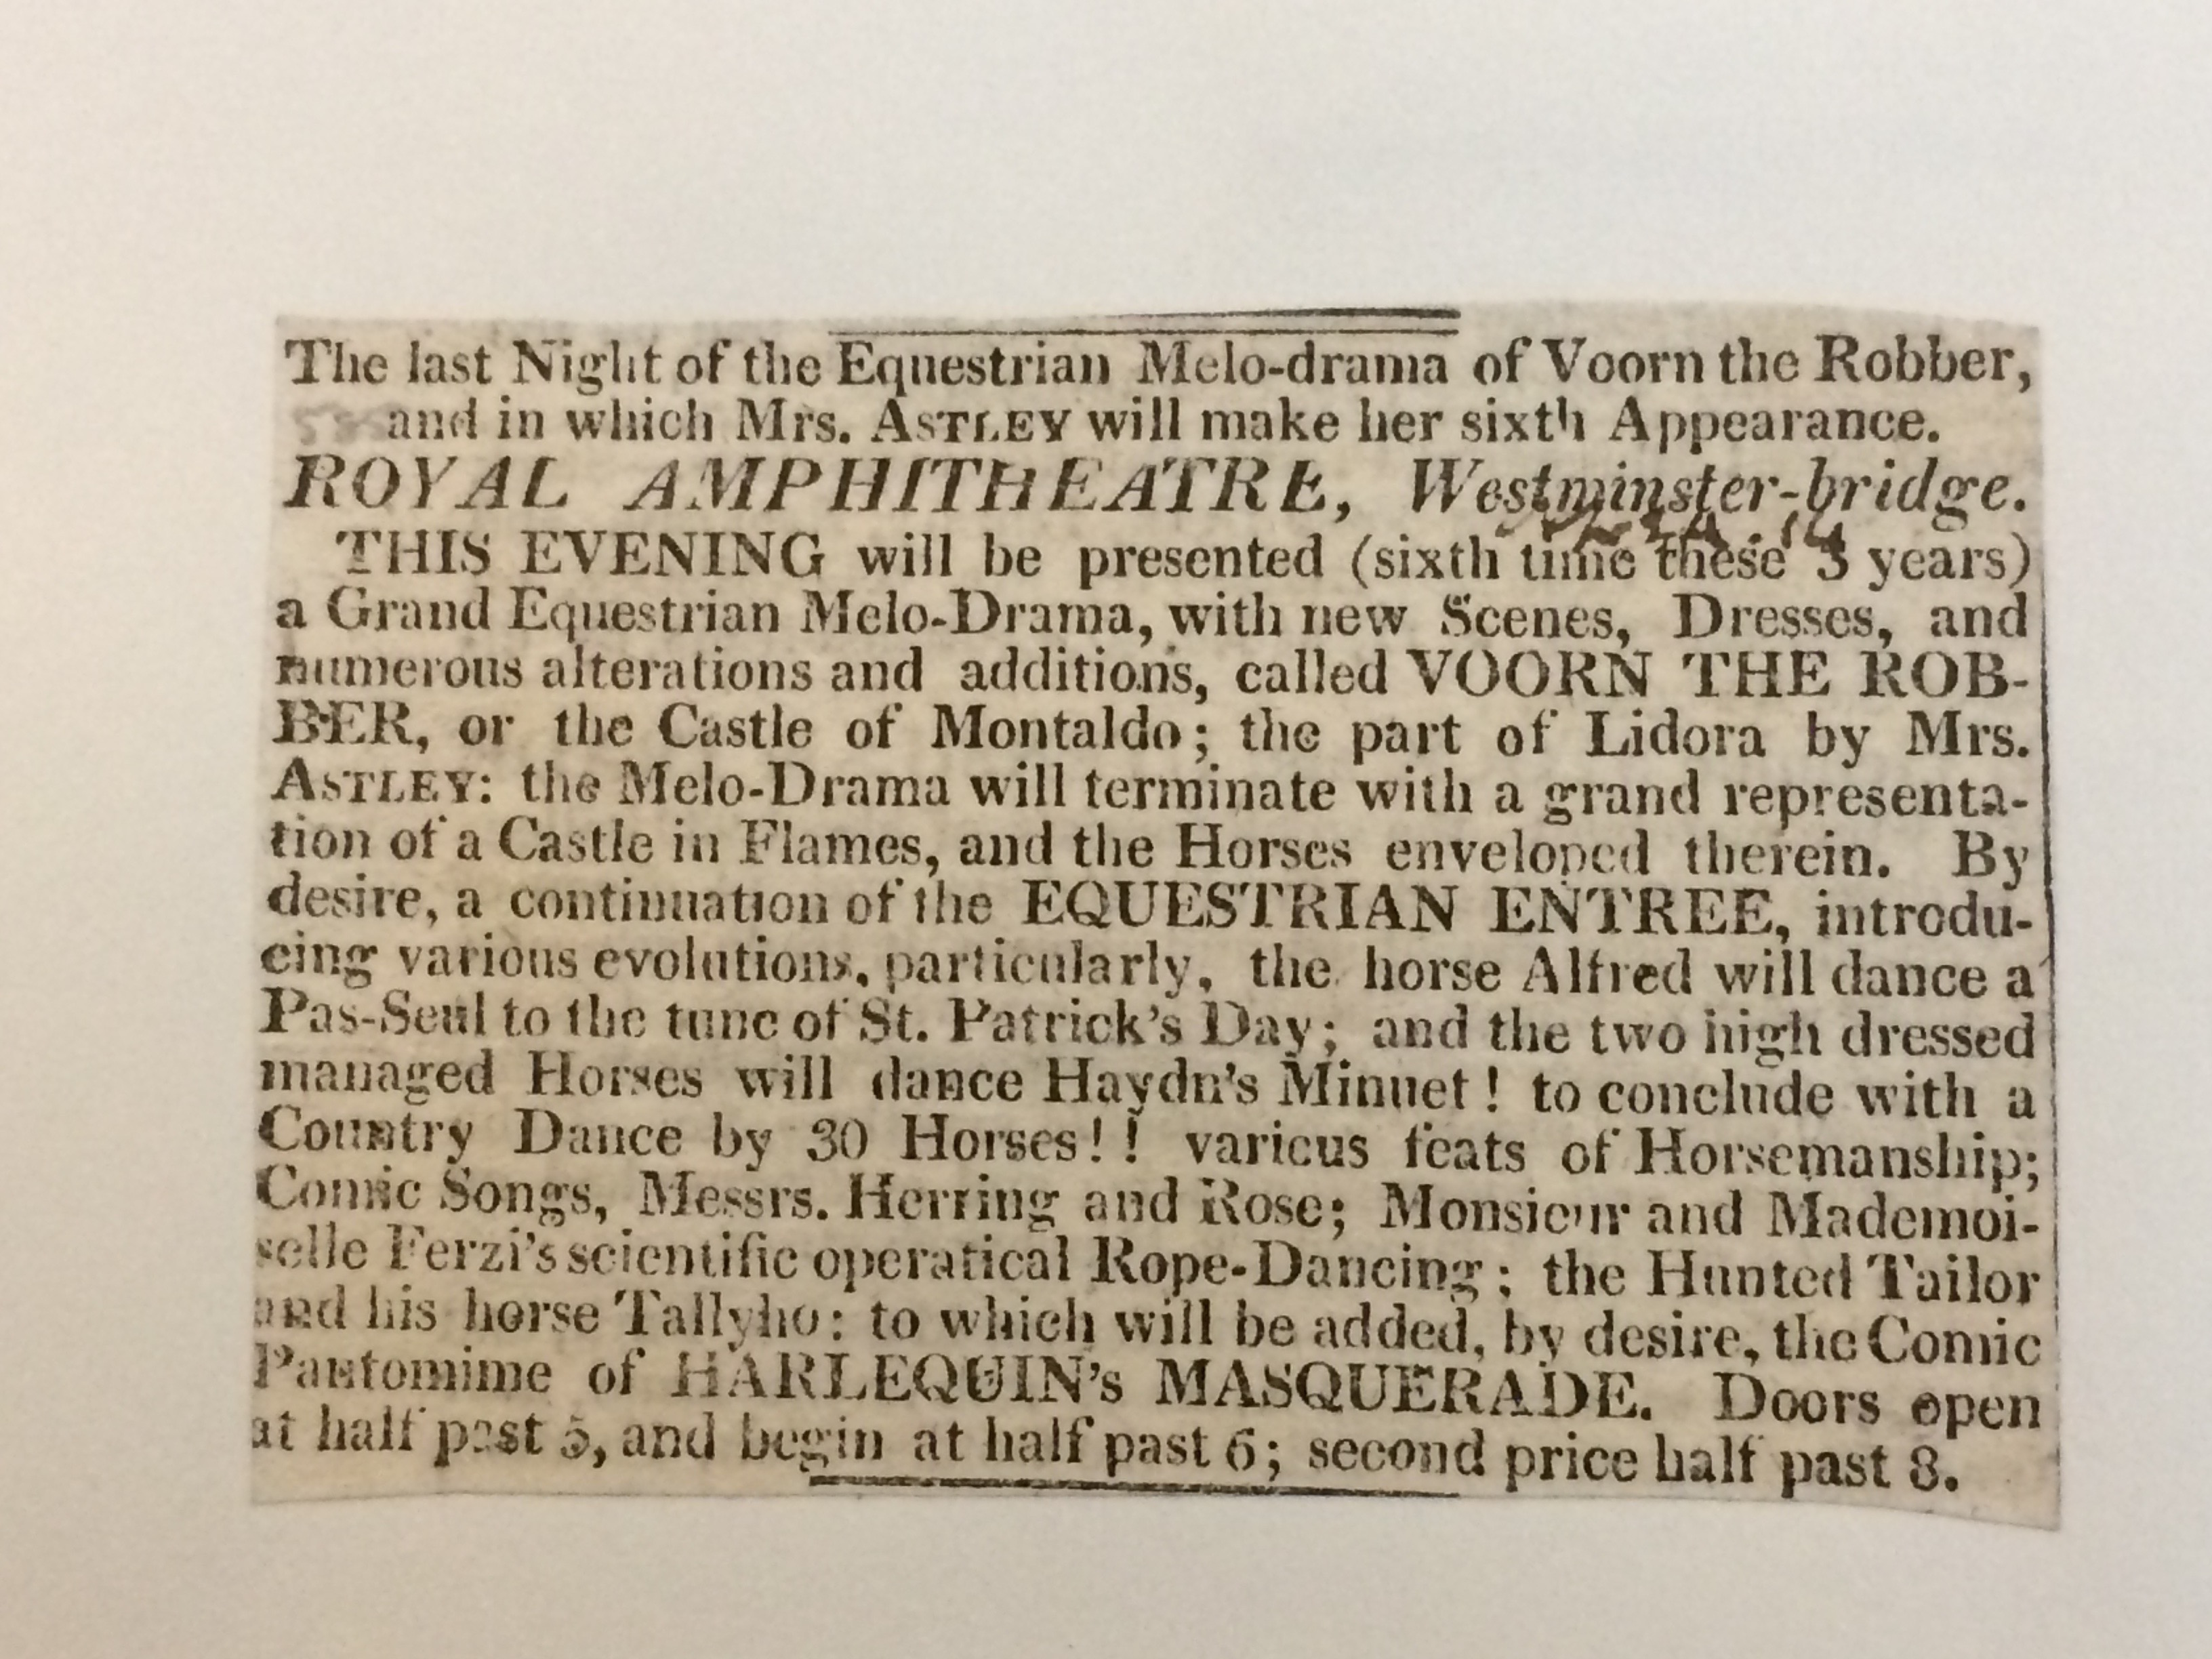 The last Night of the Equestrian Melo-drama of Voorn the Robber,
and in which Mrs. ASTLEY will make her sixth Appearance.
ROYAL AMPHITHEATRE, Westminster-bridge.
THIS EVENING will be presented (sixth time these 3 years)
a Grand Equestrian Melo-Drama, with new Scenes, Dresses, and
numerous alterations and additions, called VOORN THE ROB-
BER, or the Castle of Montaldo; the part of Lidora by Mrs.
ASTLEY: the Melo-Drama will terminate with a grand representa-
tion of a Castle in Flames, and the Horses enveloped therein. By
desire, a continuation of the EQUESTRIAN ENTREE, introdu-
cing various evolutions, particularly, the horse Alfred will dance a
Pas-Seul to the tune of St. Patrick's Day; and the two high dressed
managed Horses will dance Haydn's Minuet! to conclude with a
Country Dance by 30 Horses!! various feats of Horsemanship;
Comic Songs, Messrs. Herring and Rose; Monsieur and Mademoi-
selle Ferzi's scientific operatical Rope-Dancing; the Hunted Tailor
and his horse Tallyho: to which will be added, by desire, the Comic
Pantomime of HARLEQUIN's MASQUERADE. Doors open
at half past 5, and begin at half past 6; second price half past 8.